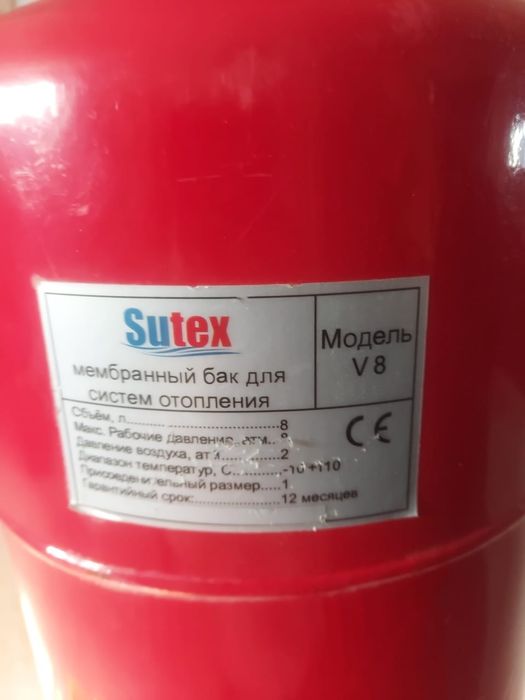 Sutex
мембранный бак для
систем отопления
Модель
V 8
Объём, л.........8
Макс. Рабочие Давление, атм..
Давление воздуха, атм.........2
Диапазон температур, С.........-10 +110
Присоединительный размер.....1
Гарантийный срок:.........12 месяцев
CE